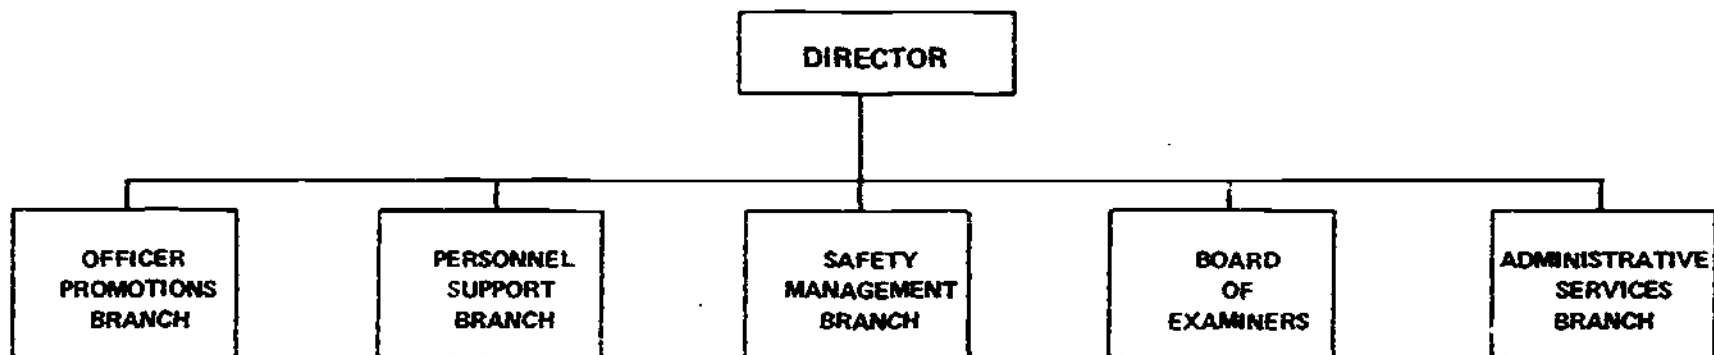 DIRECTOR
OFFICER
PROMOTIONS
BRANCH
PERSONNEL
SUPPORT
BRANCH
SAFETY
MANAGEMENT
BRANCH
BOARD
OF
EXAMINERS
ADMINISTRATIVE
SERVICES
BRANCH